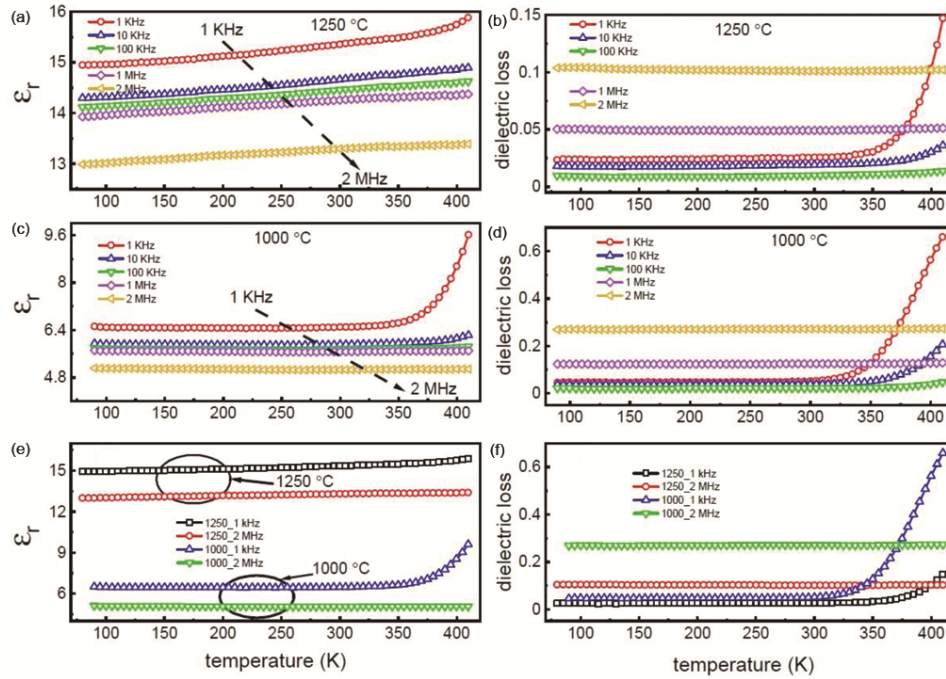 (a)
1250 °C
1 KHz
10 KHz
100 KHz
1 MHz
2 MHz
1 KHz
2 MHz
εr
16
15
14
13
100 150 200 250 300 350 400
(b)
1250 °C
1 KHz
10 KHz
100 KHz
1 MHz
2 MHz
dielectric loss
0.15
0.1
0.05
0
100 150 200 250 300 350 400
(c)
1000 °C
1 KHz
10 KHz
100 KHz
1 MHz
2 MHz
1 KHz
2 MHz
εr
9.6
8
6.4
4.8
100 150 200 250 300 350 400
(d)
1000 °C
1 KHz
10 KHz
100 KHz
1 MHz
2 MHz
dielectric loss
0.6
0.4
0.2
0
100 150 200 250 300 350 400
(e)
1250 °C
1250_1 kHz
1250_2 MHz
1000_1 kHz
1000_2 MHz
1000 °C
εr
15
12
9
6
100 150 200 250 300 350 400
temperature (K)
(f)
1250_1 kHz
1250_2 MHz
1000_1 kHz
1000_2 MHz
dielectric loss
0.6
0.4
0.2
0
100 150 200 250 300 350 400
temperature (K)